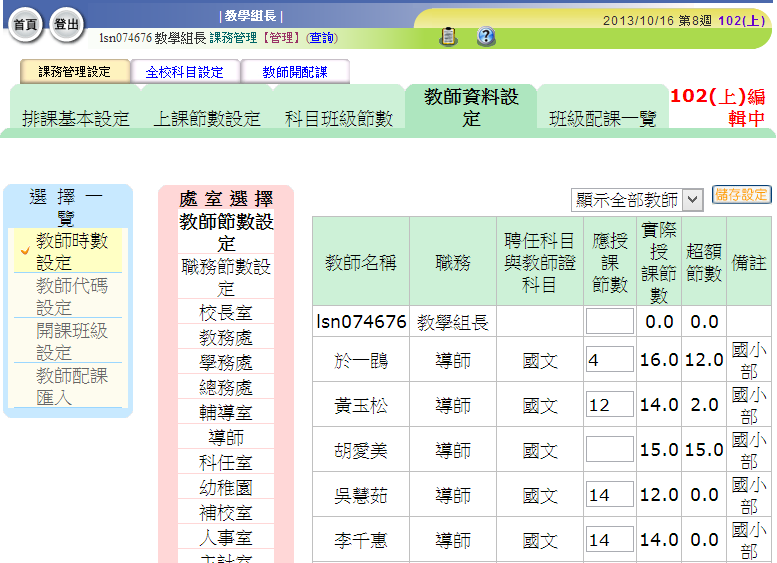 首頁 登出
| 教學組長 |
lsn074676 教學組長 課務管理【管理】(查詢)
2013/10/16 第8週 102(上)
課務管理設定 全校科目設定 教師開配課
排課基本設定 上課節數設定 科目班級節數 教師資料設定 班級配課一覽
102(上)編輯中
選 擇 一
覽
教師時數
設定
教師代碼
設定
開課班級
設定
教師配課
匯入
處 室 選 擇
教師節數設
定
職務節數設
定
校長室
教務處
學務處
總務處
輔導室
導師
科任室
幼稚園
補校室
人事室
主計室
顯示全部教師 儲存設定
教師名稱 職務 聘任科目與教師證科目 應授課節數 實際授課節數 超額節數 備註
lsn074676 教學組長 0.0 0.0
於一鵑 導師 國文 4 16.0 12.0 國小部
黃玉松 導師 國文 12 14.0 2.0 國小部
胡愛美 導師 國文 15.0 15.0 國小部
吳慧茹 導師 國文 14 12.0 0.0 國小部
李千惠 導師 國文 14 14.0 0.0 國小部